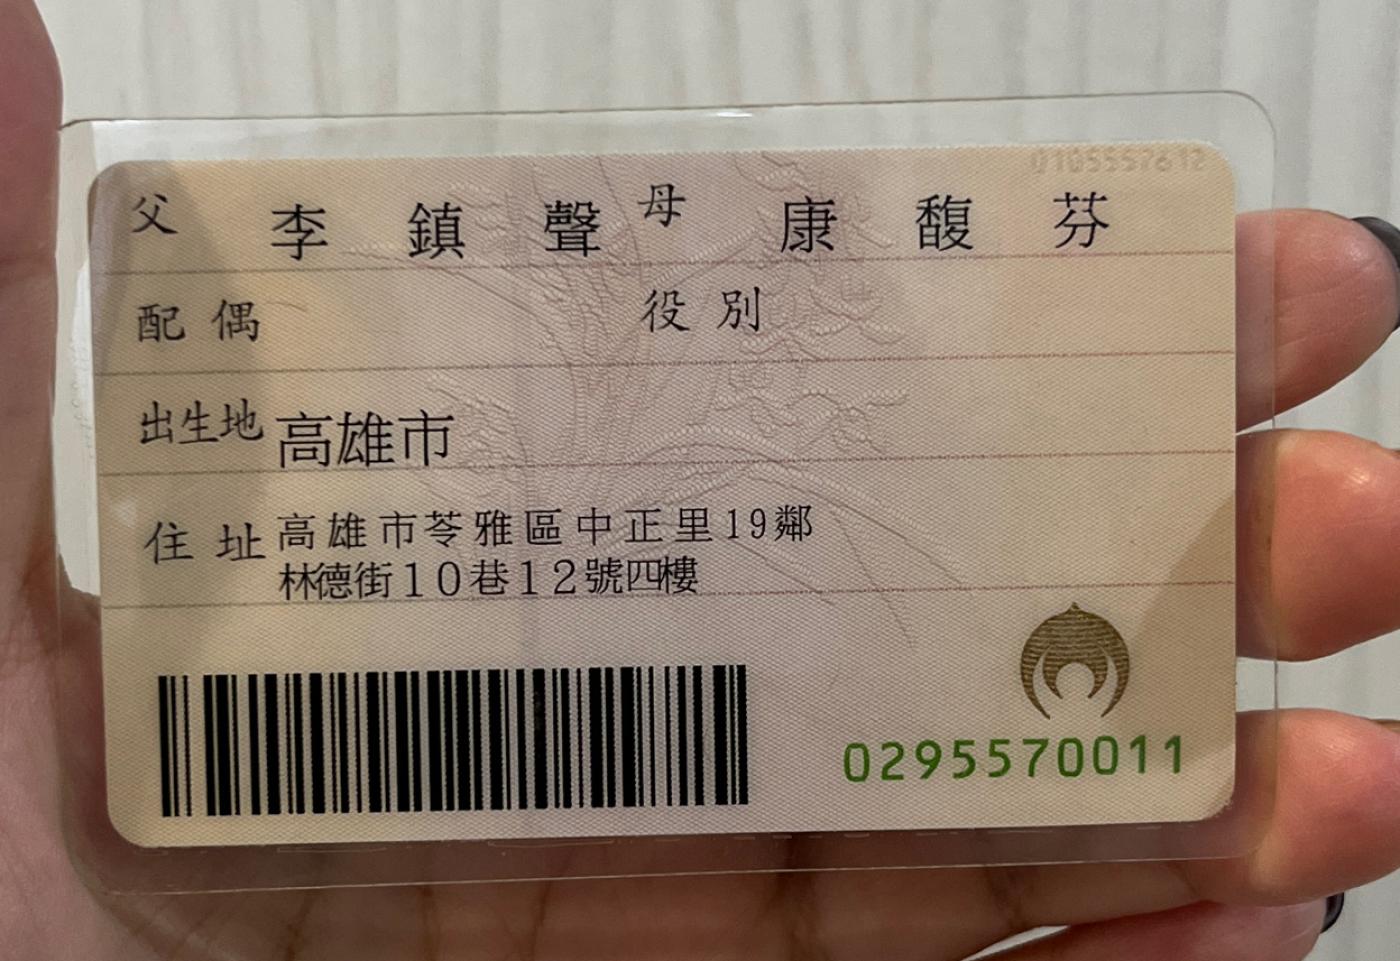 0105557612
父 李鎮聲 母 康馥芬
配偶 役別
出生地 高雄市
住址 高雄市苓雅區中正里19鄰
林德街10巷12號四樓
0295570011